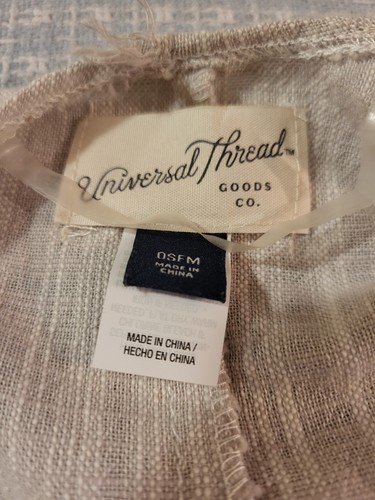 Universal Thread™
GOODS
CO.
OSFM
MADE IN
CHINA
MADE IN CHINA /
HECHO EN CHINA